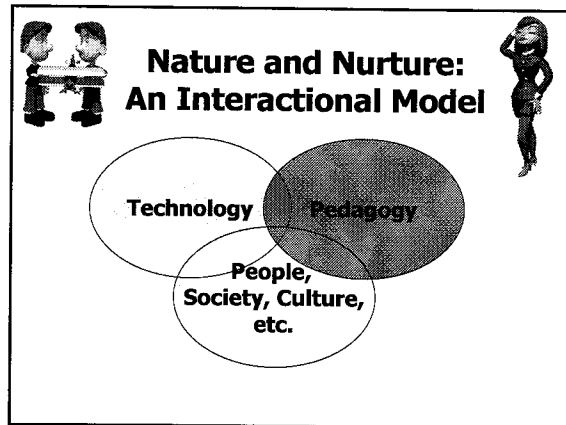 Nature and Nurture:
An Interactional Model
Technology
Pedagogy
People,
Society, Culture,
etc.